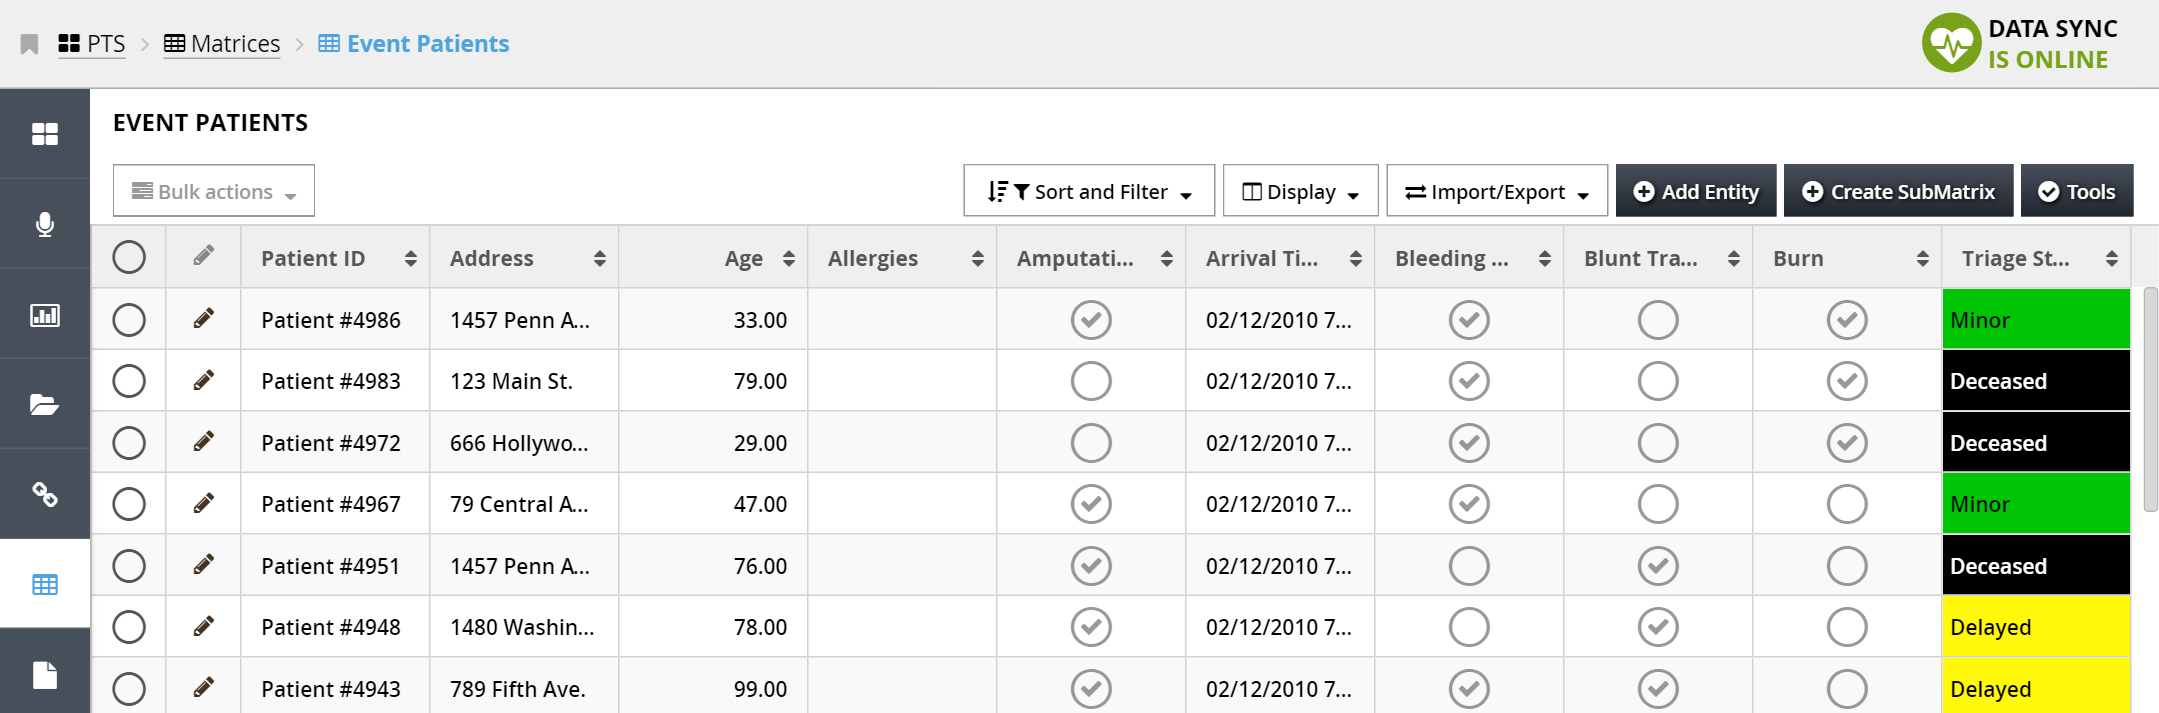 PTS > Matrices > Event Patients
DATA SYNC
IS ONLINE
EVENT PATIENTS
Bulk actions Sort and Filter Display Import/Export Add Entity Create SubMatrix Tools
Patient ID Address Age Allergies Amputati... Arrival Ti... Bleeding ... Blunt Tra... Burn Triage St...
Patient #4986 1457 Penn A... 33.00 02/12/2010 7... Minor
Patient #4983 123 Main St. 79.00 02/12/2010 7... Deceased
Patient #4972 666 Hollywo... 29.00 02/12/2010 7... Deceased
Patient #4967 79 Central A... 47.00 02/12/2010 7... Minor
Patient #4951 1457 Penn A... 76.00 02/12/2010 7... Deceased
Patient #4948 1480 Washin... 78.00 02/12/2010 7... Delayed
Patient #4943 789 Fifth Ave. 99.00 02/12/2010 7... Delayed